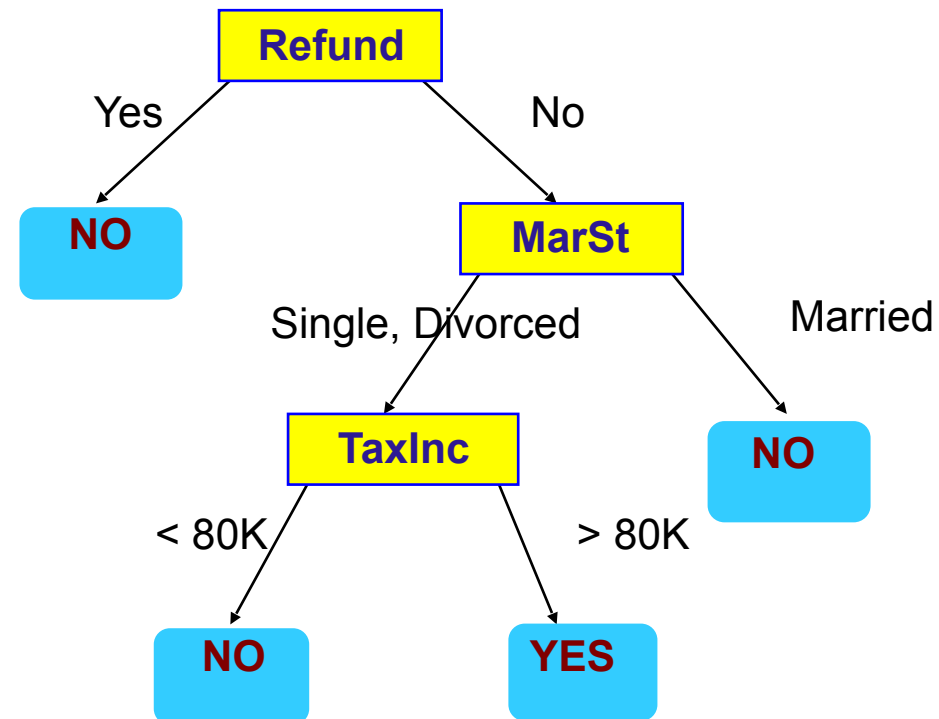 Refund
Yes
No
NO
MarSt
Single, Divorced
Married
TaxInc
NO
< 80K
> 80K
NO
YES